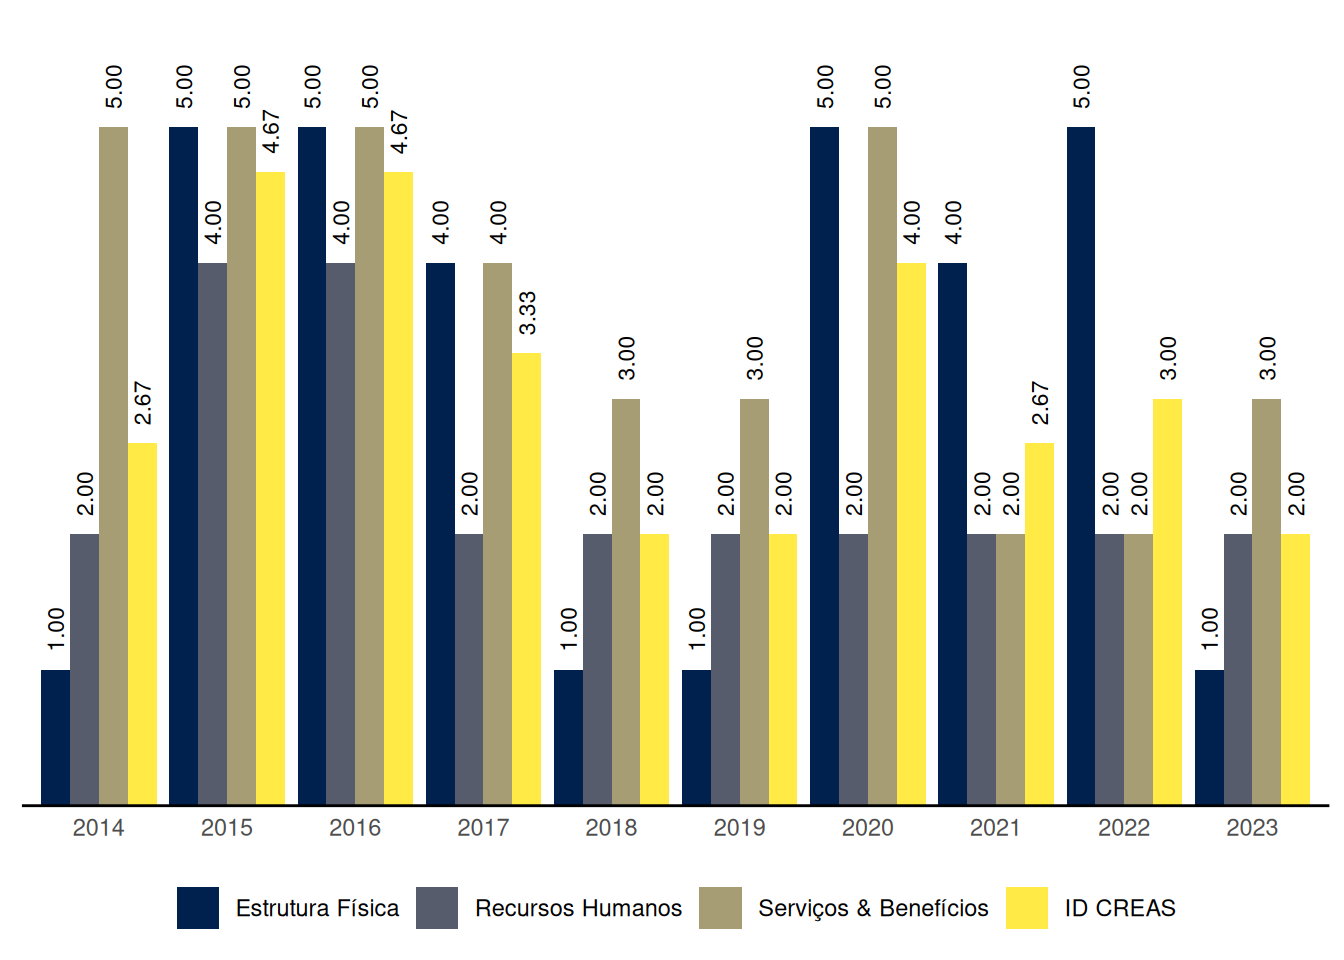 5.00 5.00 5.00 5.00 5.00 5.00 5.00 5.00
4.67 4.67
4.00 4.00 4.00 4.00 4.00 4.00
3.33
3.00 3.00 3.00 3.00
2.67 2.67
2.00 2.00 2.00 2.00 2.00 2.00 2.00 2.00 2.00 2.00 2.00 2.00 2.00
1.00 1.00 1.00 1.00
2014 2015 2016 2017 2018 2019 2020 2021 2022 2023
Estrutura Física Recursos Humanos Serviços & Benefícios ID CREAS